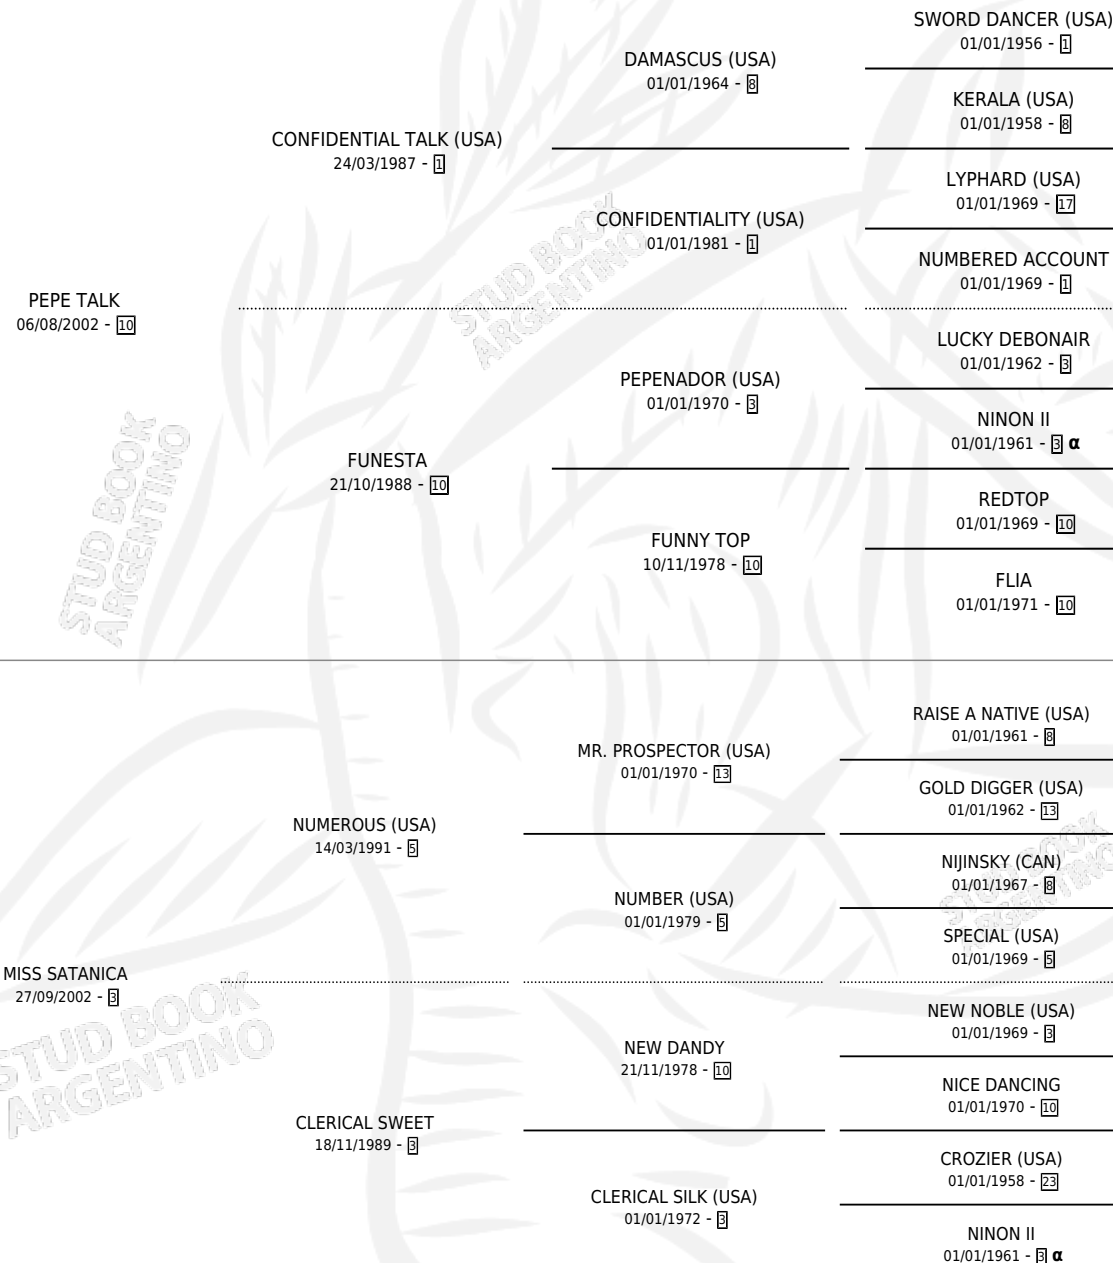 SWORD DANCER (USA)
01/01/1956 - 1
DAMASCUS (USA)
01/01/1964 - 8
KERALA (USA)
01/01/1958 - 8
CONFIDENTIAL TALK (USA)
24/03/1987 - 1
LYPHARD (USA)
01/01/1969 - 17
CONFIDENTIALITY (USA)
01/01/1981 - 1
NUMBERED ACCOUNT
01/01/1969 - 1
PEPE TALK
06/08/2002 - 10
LUCKY DEBONAIR
01/01/1962 - 3
PEPENADOR (USA)
01/01/1970 - 3
NINON II
01/01/1961 - 3 α
FUNESTA
21/10/1988 - 10
REDTOP
01/01/1969 - 10
FUNNY TOP
10/11/1978 - 10
FLIA
01/01/1971 - 10
RAISE A NATIVE (USA)
01/01/1961 - 8
MR. PROSPECTOR (USA)
01/01/1970 - 13
GOLD DIGGER (USA)
01/01/1962 - 13
NUMEROUS (USA)
14/03/1991 - 5
NIJINSKY (CAN)
01/01/1967 - 8
NUMBER (USA)
01/01/1979 - 5
SPECIAL (USA)
01/01/1969 - 5
MISS SATANICA
27/09/2002 - 3
NEW NOBLE (USA)
01/01/1969 - 3
NEW DANDY
21/11/1978 - 10
NICE DANCING
01/01/1970 - 10
CLERICAL SWEET
18/11/1989 - 3
CROZIER (USA)
01/01/1958 - 23
CLERICAL SILK (USA)
01/01/1972 - 3
NINON II
01/01/1961 - 3 α
STUD BOOK
ARGENTINO
STUD BOOK
ARGENTINO
STUD BOOK
ARGENTINO
STUD BOOK
ARGENTINO